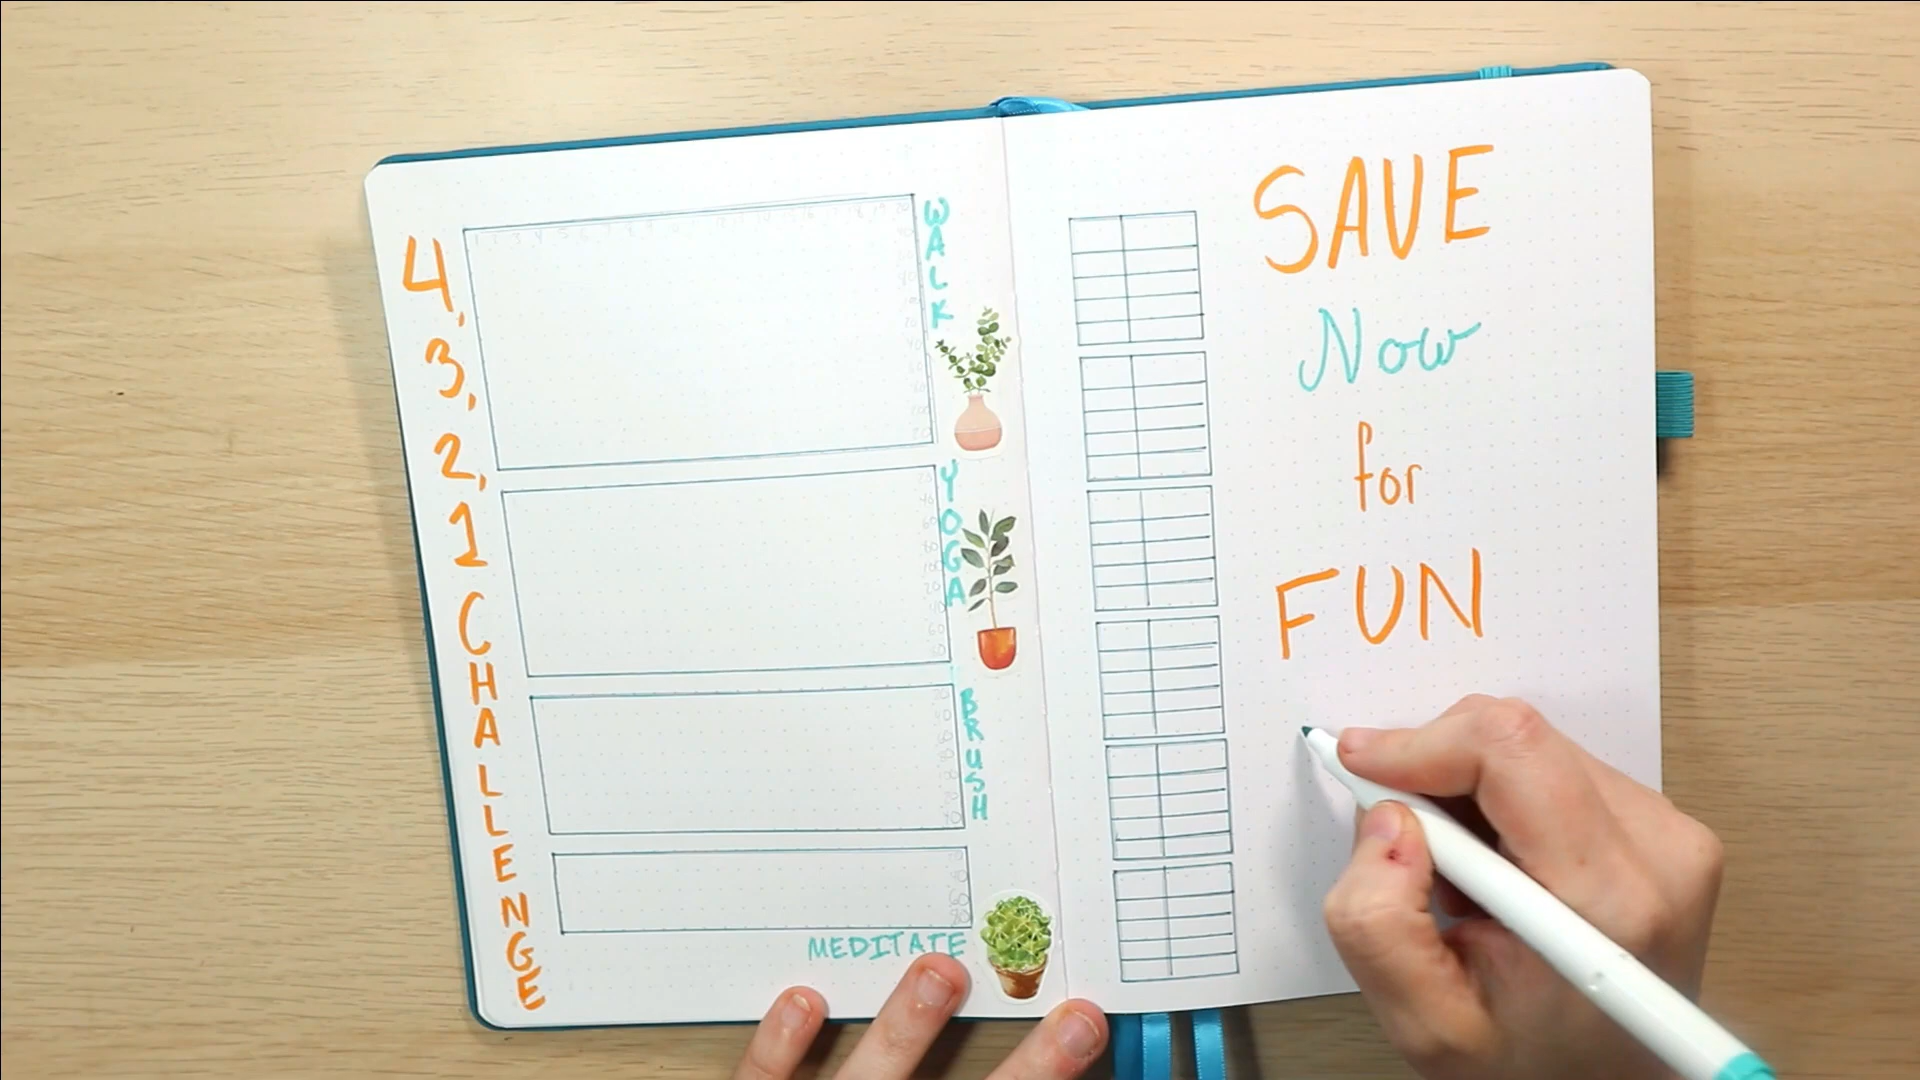 4, 3, 2, 1 CHALLENGE
WALK
YOGA
BRUSH
MEDITATE
SAVE
Now
for
FUN